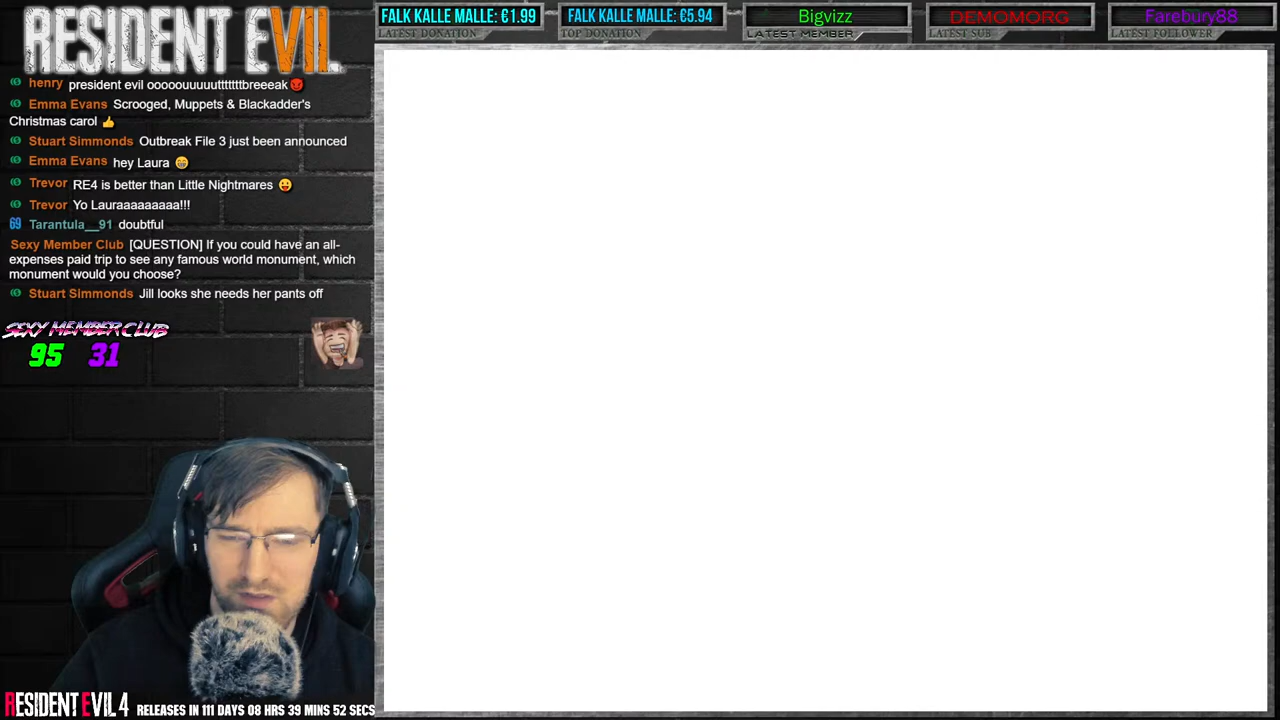 RESIDENT EVIL
FALK KALLE MALLE: €1.99
LATEST DONATION
FALK KALLE MALLE: €5.94
TOP DONATION
Bigvizz
LATEST MEMBER
DEMOMORG
LATEST SUB
Farebury88
LATEST FOLLOWER
henry president evil ooooouuuuutttttttbreeeak😈
Emma Evans Scrooged, Muppets & Blackadder's
Christmas carol 👍
Stuart Simmonds Outbreak File 3 just been announced
Emma Evans hey Laura 😁
Trevor RE4 is better than Little Nightmares 😛
Trevor Yo Lauraaaaaaaaa!!!
69 Tarantula__91 doubtful
Sexy Member Club [QUESTION] If you could have an all-
expenses paid trip to see any famous world monument, which
monument would you choose?
Stuart Simmonds Jill looks she needs her pants off
SEXY MEMBER CLUB
95 31
RESIDENT EVIL 4 RELEASES IN 111 DAYS 08 HRS 39 MINS 52 SECS